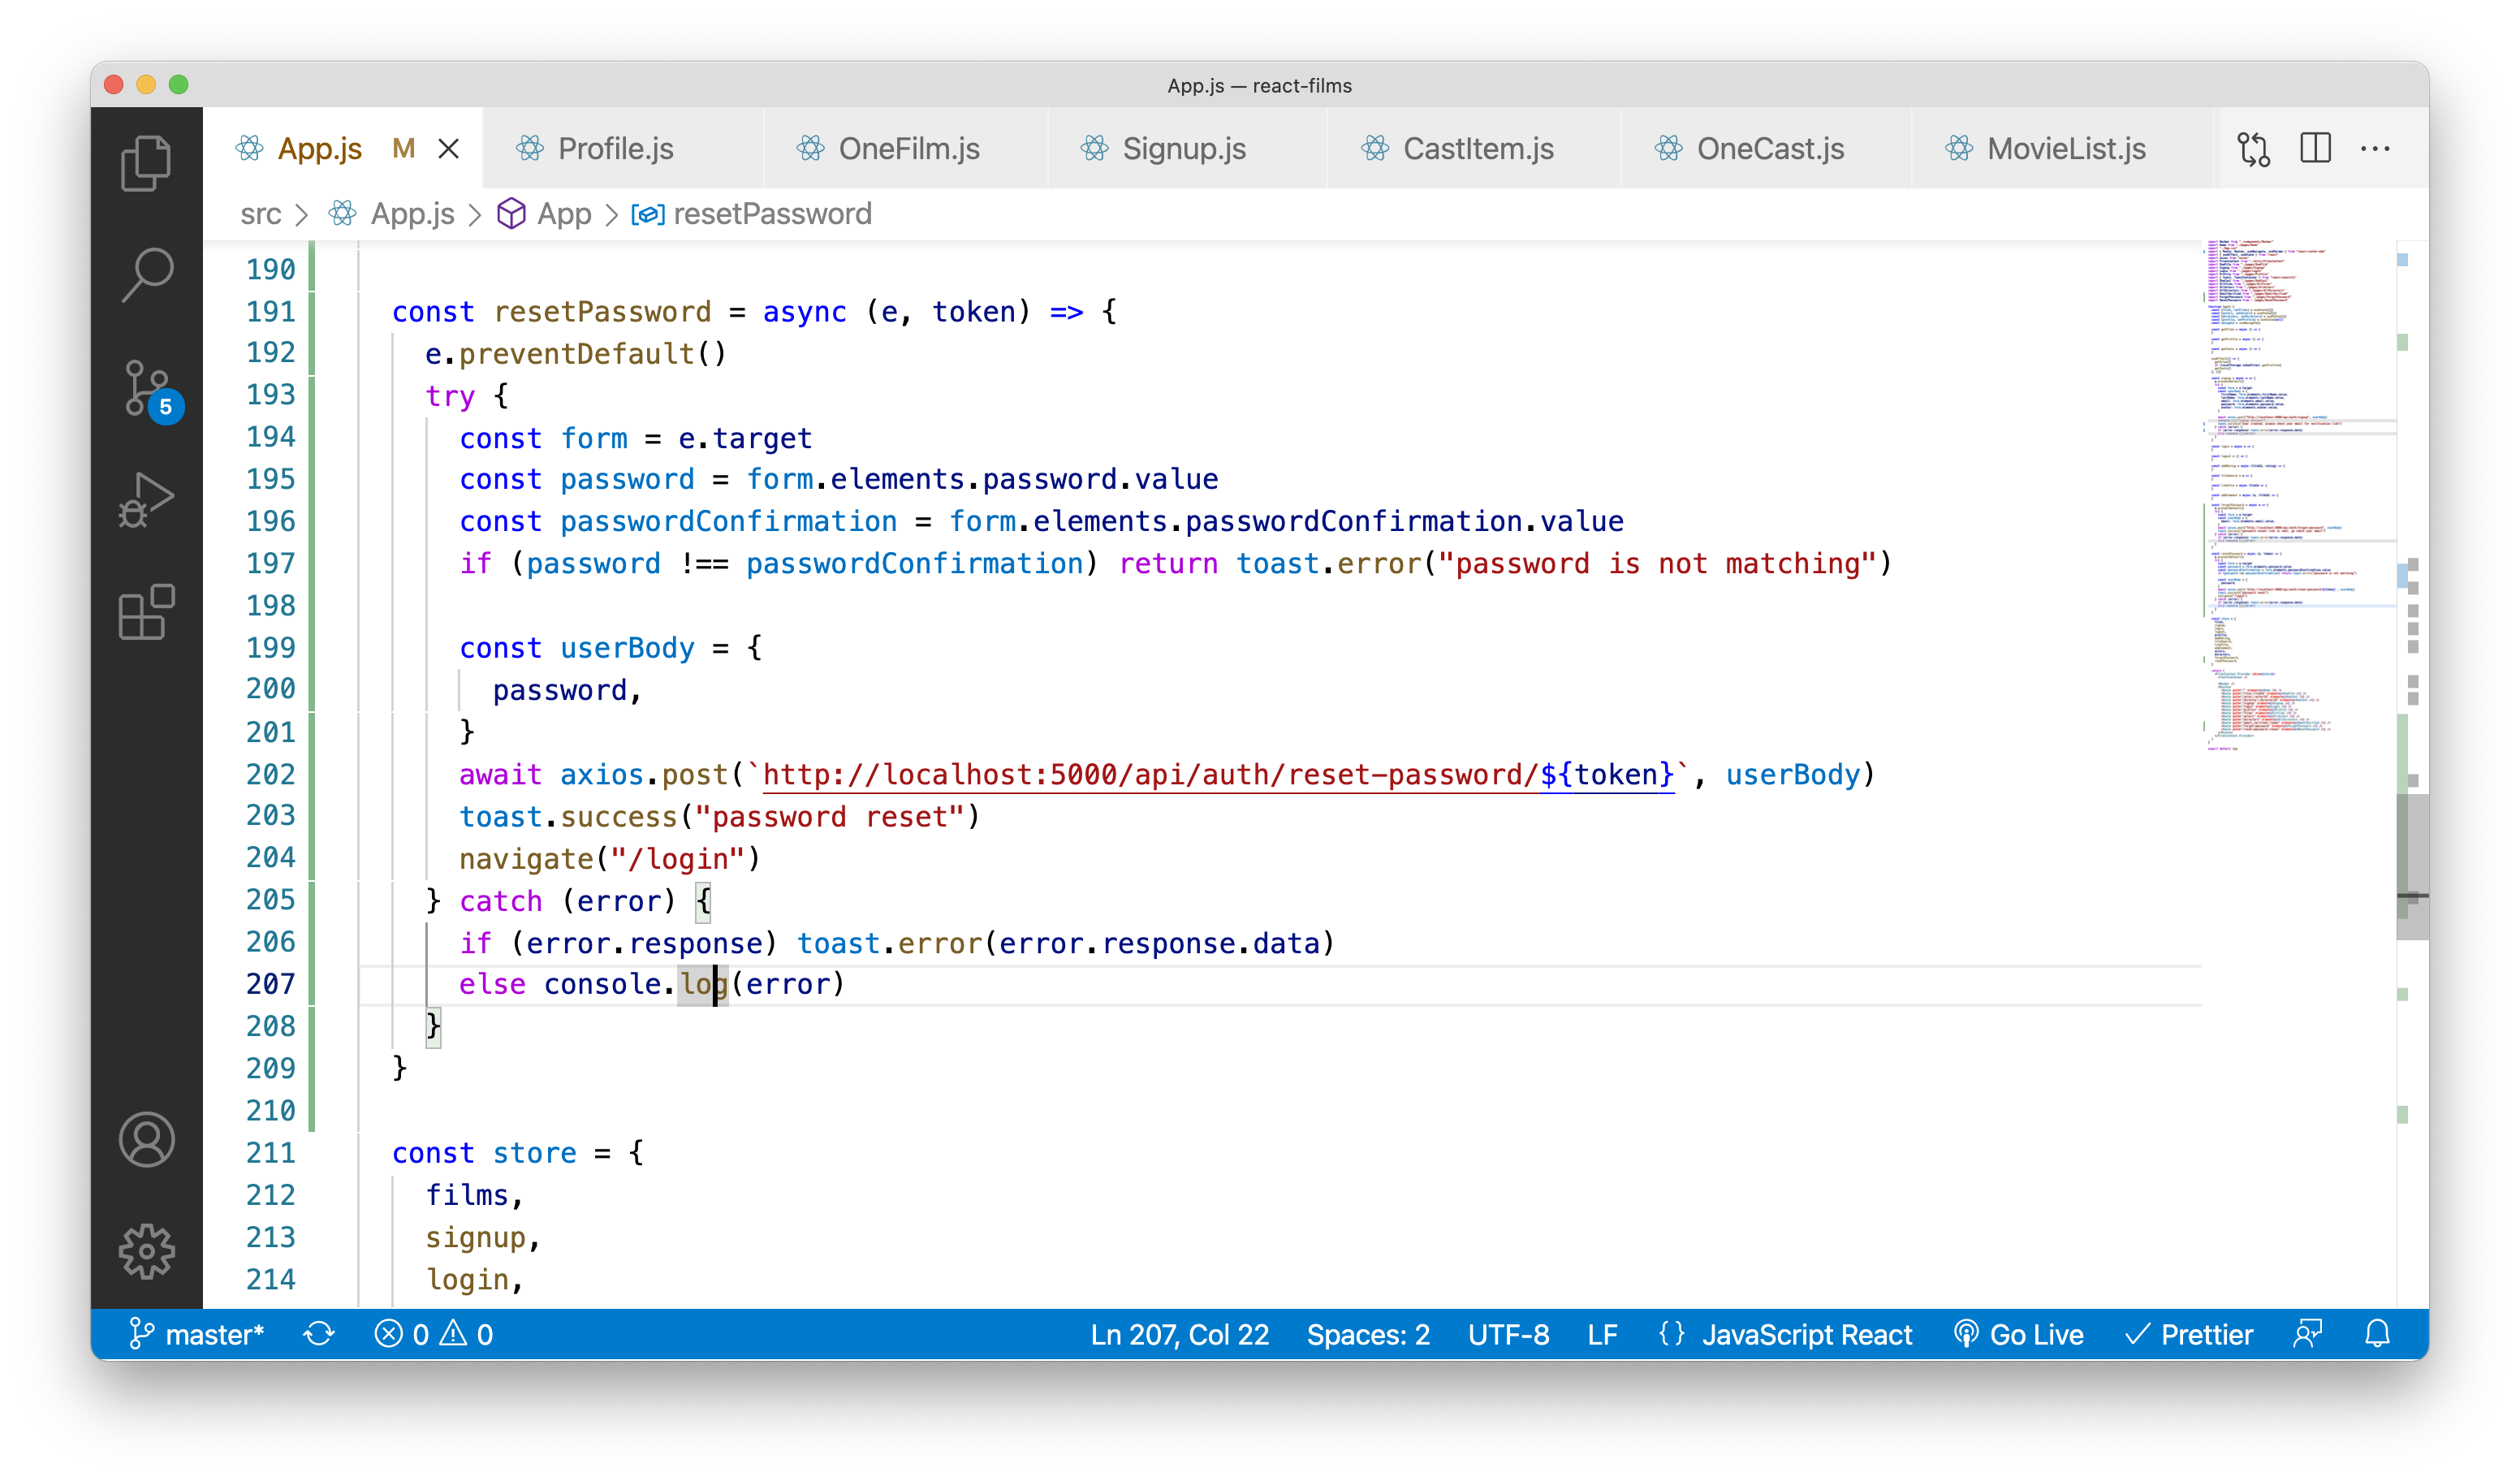 App.js — react-films
App.js M Profile.js OneFilm.js Signup.js CastItem.js OneCast.js MovieList.js
src > App.js > App > resetPassword
190
191 const resetPassword = async (e, token) => {
192 e.preventDefault()
193 try {
194 const form = e.target
195 const password = form.elements.password.value
196 const passwordConfirmation = form.elements.passwordConfirmation.value
197 if (password !== passwordConfirmation) return toast.error("password is not matching")
198
199 const userBody = {
200 password,
201 }
202 await axios.post(`http://localhost:5000/api/auth/reset-password/${token}`, userBody)
203 toast.success("password reset")
204 navigate("/login")
205 } catch (error) {
206 if (error.response) toast.error(error.response.data)
207 else console.log(error)
208 }
209 }
210
211 const store = {
212 films,
213 signup,
214 login,
5
master* 0 0 Ln 207, Col 22 Spaces: 2 UTF-8 LF {} JavaScript React Go Live Prettier